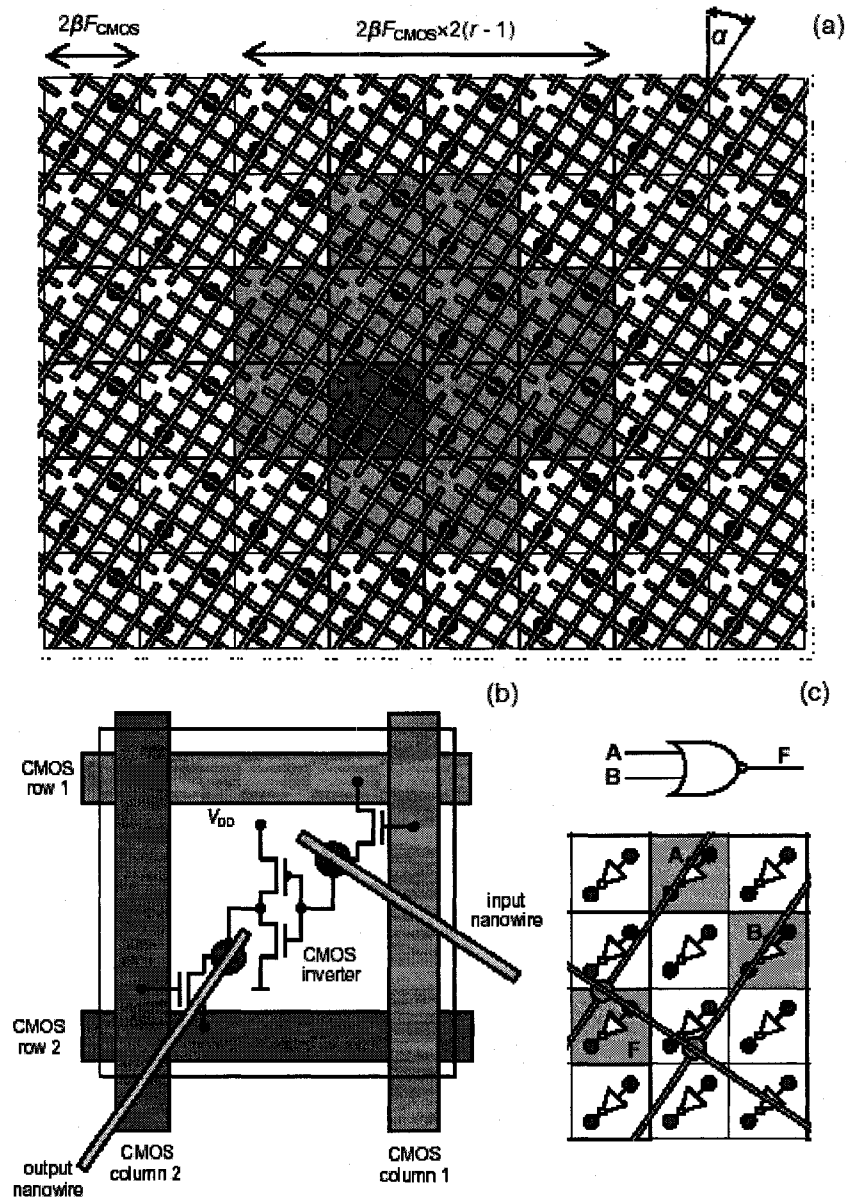 2βF_CMOS
2βF_CMOS×2(r - 1)
α
(a)
(b)
CMOS
row 1
V_DD
input
nanowire
CMOS
inverter
CMOS
row 2
output
nanowire
CMOS
column 2
CMOS
column 1
(c)
A
B
F
A
B
F